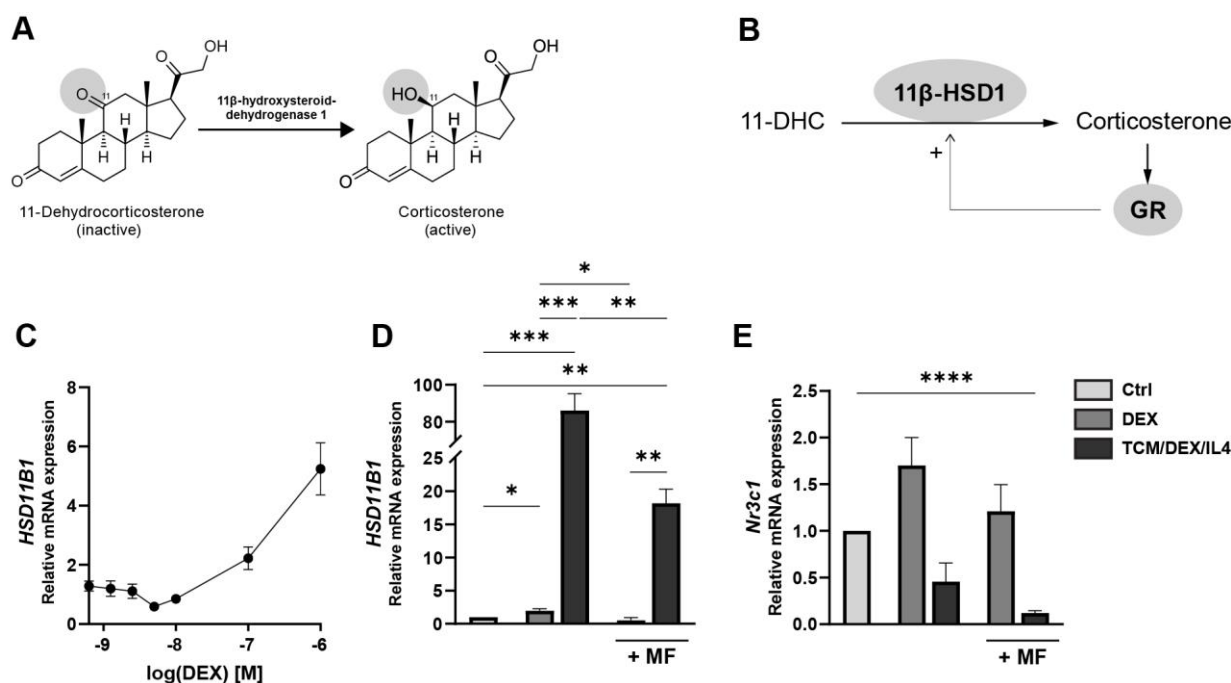 A
O
11
O
OH
H
H
H
O
11-Dehydrocorticosterone
(inactive)
11β-hydroxysteroid-
dehydrogenase 1
HO
11
O
OH
H
H
H
O
Corticosterone
(active)
B
11-DHC
11β-HSD1
Corticosterone
+
GR
C
HSD11B1
Relative mRNA expression
8
6
4
2
0
-9
-8
-7
-6
log(DEX) [M]
D
HSD11B1
Relative mRNA expression
100
80
25
20
15
10
5
0
*
***
**
***
**
*
**
+ MF
E
Nr3c1
Relative mRNA expression
2.5
2.0
1.5
1.0
0.5
0.0
****
+ MF
Ctrl
DEX
TCM/DEX/IL4